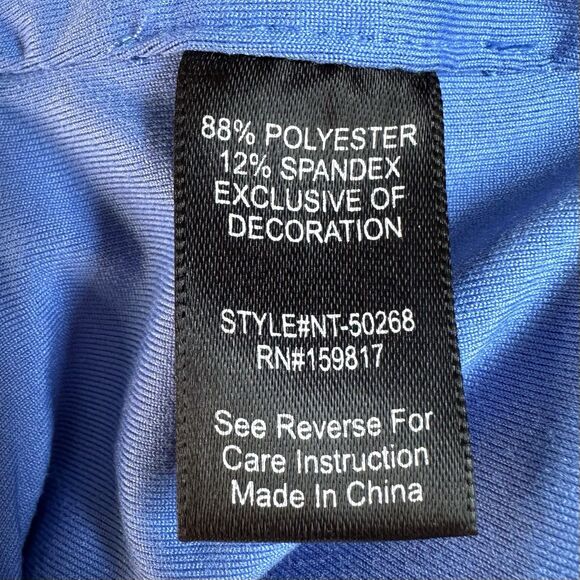 88% POLYESTER
12% SPANDEX
EXCLUSIVE OF
DECORATION
STYLE#NT-50268
RN#159817
See Reverse For
Care Instruction
Made In China